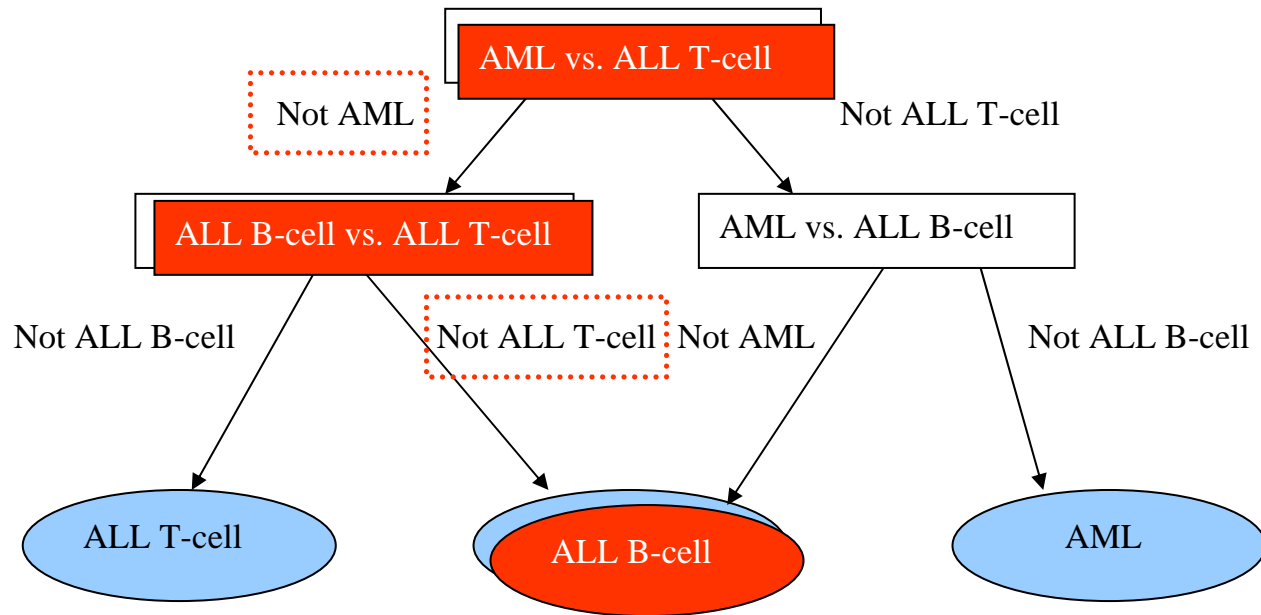 AML vs. ALL T-cell
Not AML
Not ALL T-cell
ALL B-cell vs. ALL T-cell
AML vs. ALL B-cell
Not ALL B-cell
Not ALL T-cell
Not AML
Not ALL B-cell
ALL T-cell
ALL B-cell
AML